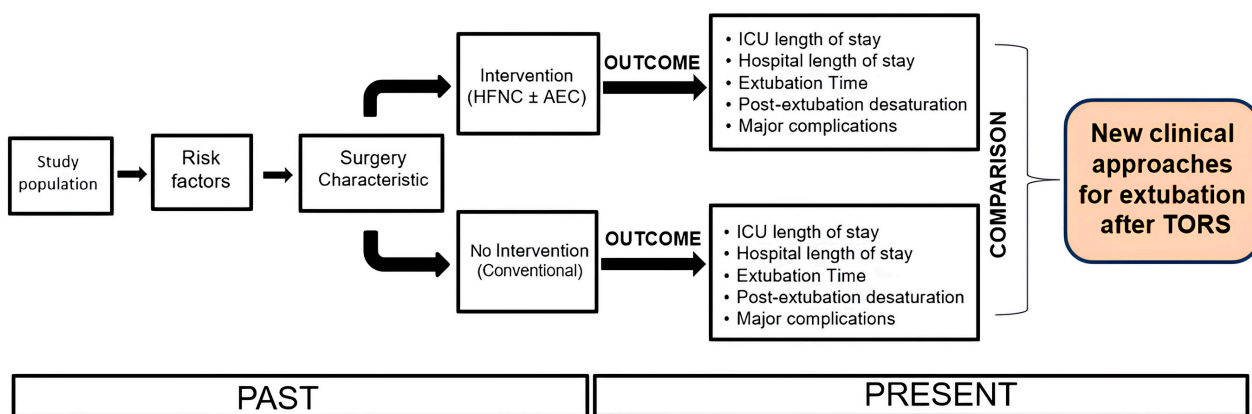 Study
population
Risk
factors
Surgery
Characteristic
Intervention
(HFNC ± AEC)
OUTCOME
• ICU length of stay
• Hospital length of stay
• Extubation Time
• Post-extubation desaturation
• Major complications
No Intervention
(Conventional)
OUTCOME
• ICU length of stay
• Hospital length of stay
• Extubation Time
• Post-extubation desaturation
• Major complications
COMPARISON
New clinical
approaches
for extubation
after TORS
PAST
PRESENT